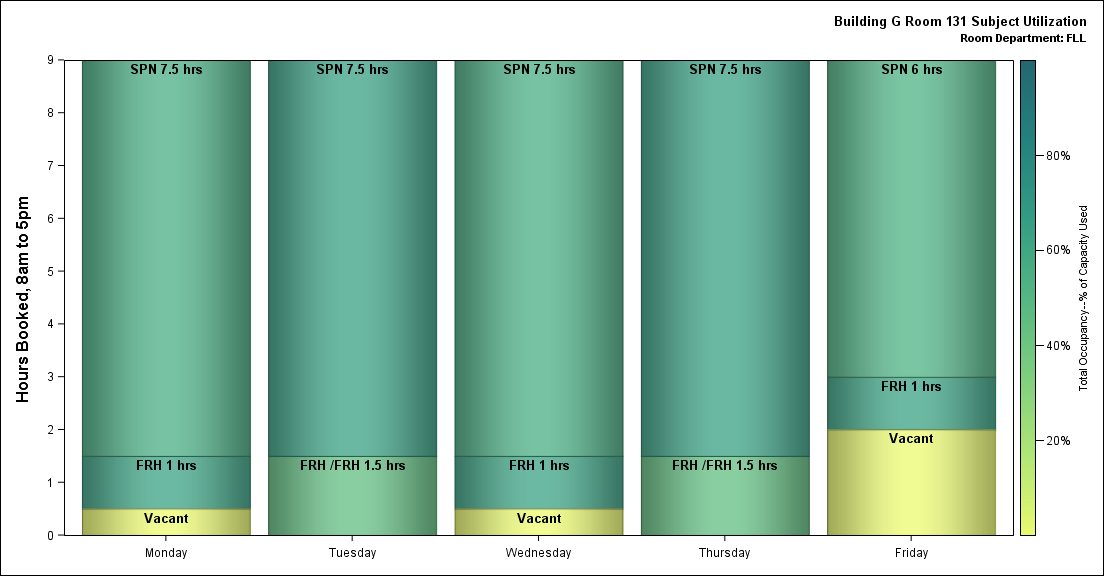 Building G Room 131 Subject Utilization
Room Department: FLL
Hours Booked, 8am to 5pm
9
8
7
6
5
4
3
2
1
0
SPN 7.5 hrs
FRH 1 hrs
Vacant
SPN 7.5 hrs
FRH /FRH 1.5 hrs
SPN 7.5 hrs
FRH 1 hrs
Vacant
SPN 7.5 hrs
FRH /FRH 1.5 hrs
SPN 6 hrs
FRH 1 hrs
Vacant
Monday
Tuesday
Wednesday
Thursday
Friday
80%
60%
40%
20%
Total Occupancy--% of Capacity Used